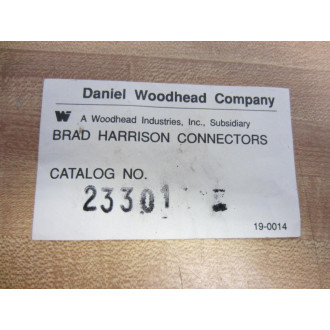 Daniel Woodhead Company
W A Woodhead Industries, Inc., Subsidiary
BRAD HARRISON CONNECTORS
CATALOG NO.
23301
19-0014